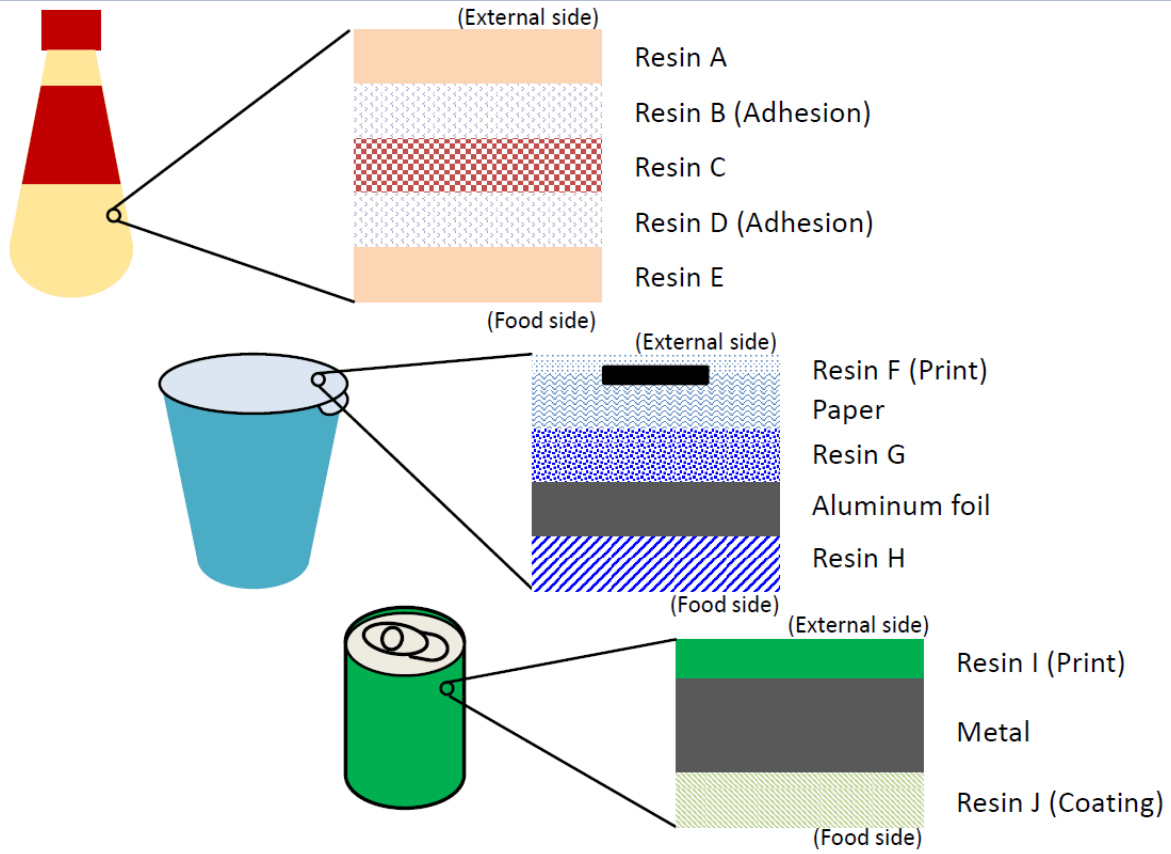 (External side)
Resin A
Resin B (Adhesion)
Resin C
Resin D (Adhesion)
Resin E
(Food side)
(External side)
Resin F (Print)
Paper
Resin G
Aluminum foil
Resin H
(Food side)
(External side)
Resin I (Print)
Metal
Resin J (Coating)
(Food side)